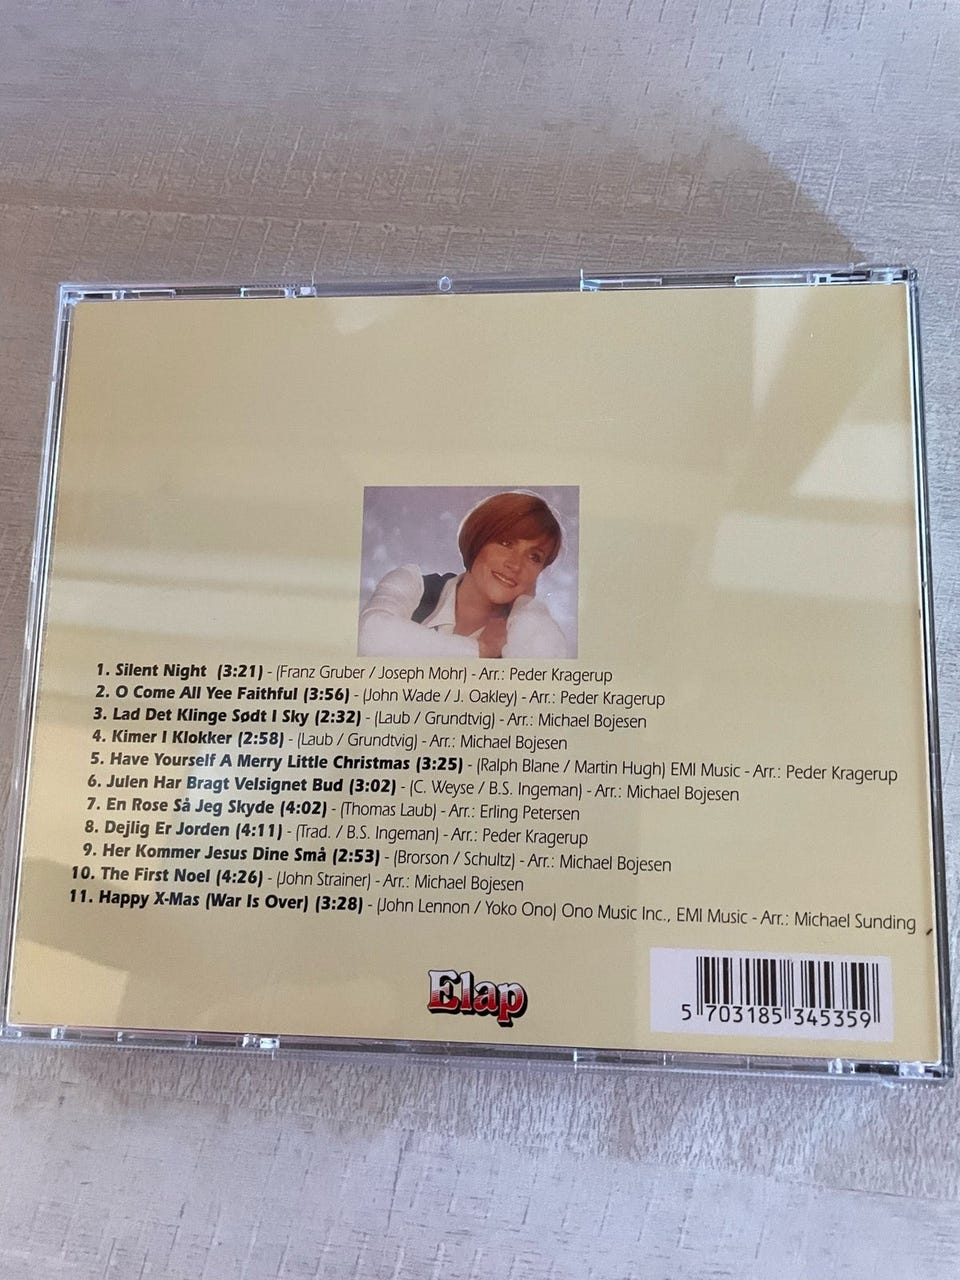 1. Silent Night (3:21) - (Franz Gruber / Joseph Mohr) - Arr.: Peder Kragerup
2. O Come All Yee Faithful (3:56) - (John Wade / J. Oakley) - Arr.: Peder Kragerup
3. Lad Det Klinge Sødt I Sky (2:32) - (Laub / Grundtvig) - Arr.: Michael Bojesen
4. Kimer I Klokker (2:58) - (Laub / Grundtvig) - Arr.: Michael Bojesen
5. Have Yourself A Merry Little Christmas (3:25) - (Ralph Blane / Martin Hugh) EMI Music - Arr.: Peder Kragerup
6. Julen Har Bragt Velsignet Bud (3:02) - (C. Weyse / B.S. Ingeman) - Arr.: Michael Bojesen
7. En Rose Så Jeg Skyde (4:02) - (Thomas Laub) - Arr.: Erling Petersen
8. Dejlig Er Jorden (4:11) - (Trad. / B.S. Ingeman) - Arr.: Peder Kragerup
9. Her Kommer Jesus Dine Små (2:53) - (Brorson / Schultz) - Arr.: Michael Bojesen
10. The First Noel (4:26) - (John Strainer) - Arr.: Michael Bojesen
11. Happy X-Mas (War Is Over) (3:28) - (John Lennon / Yoko Ono) Ono Music Inc., EMI Music - Arr.: Michael Sunding
Elap
5 703185 345359